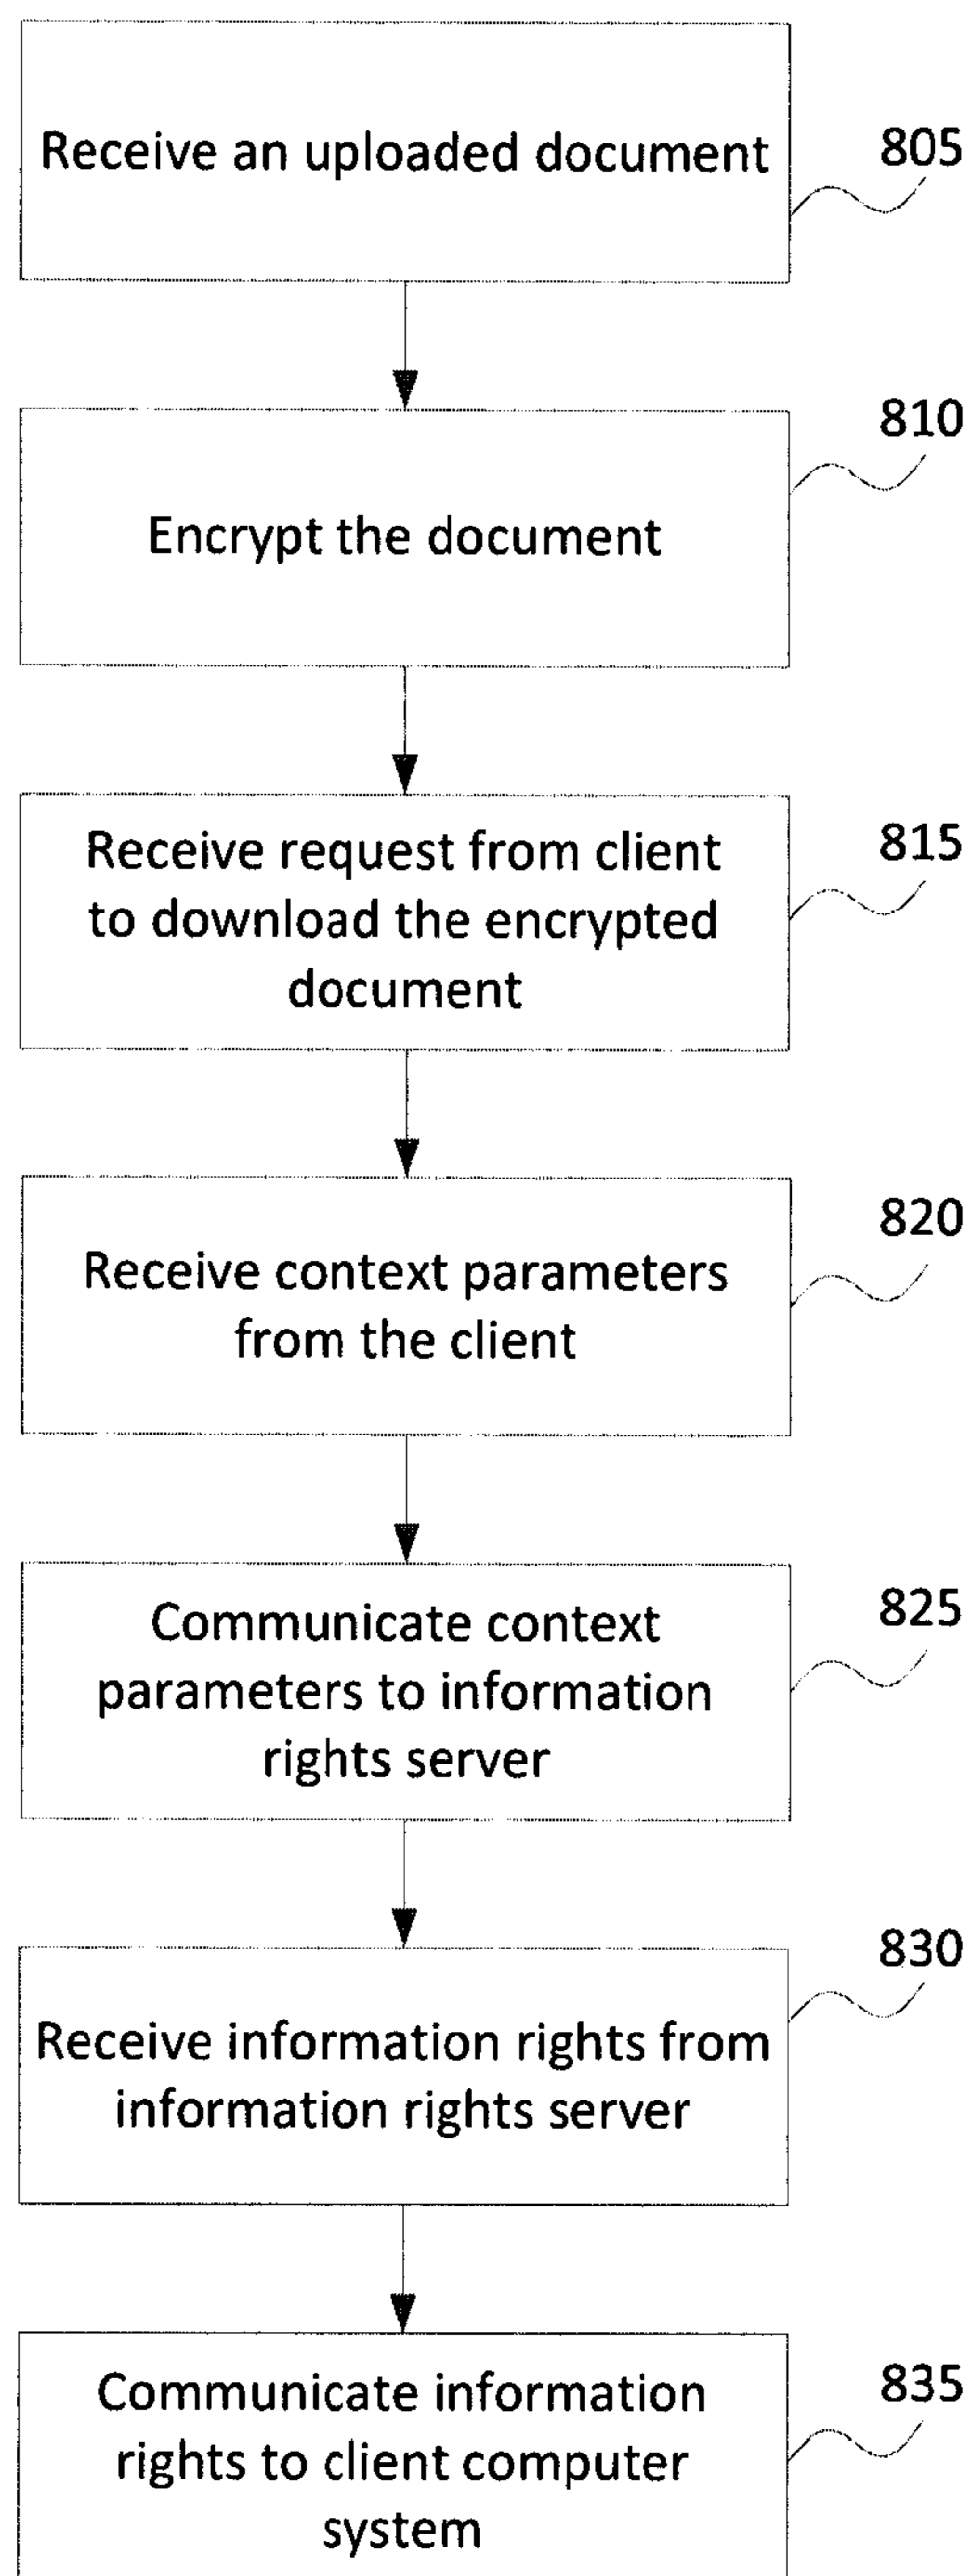 Receive an uploaded document
805
Encrypt the document
810
Receive request from client
to download the encrypted
document
815
Receive context parameters
from the client
820
Communicate context
parameters to information
rights server
825
Receive information rights from
information rights server
830
Communicate information
rights to client computer
system
835